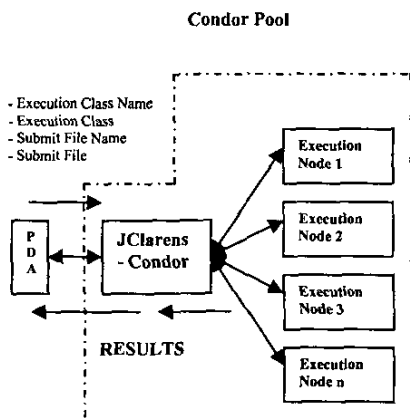 Condor Pool
- Execution Class Name
- Execution Class
- Submit File Name
- Submit File
PDA
JClarens
- Condor
Execution
Node 1
Execution
Node 2
Execution
Node 3
Execution
Node n
RESULTS